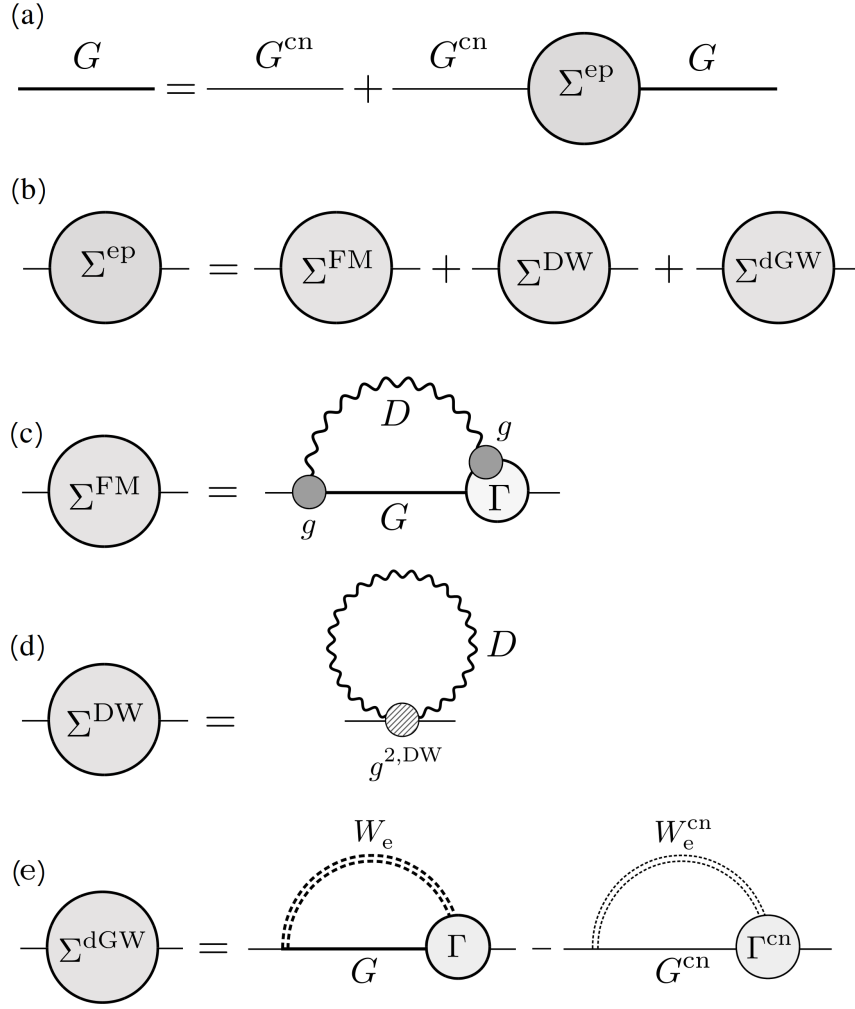 (a)
G = G^cn + G^cn Σ^ep G
(b)
Σ^ep = Σ^FM + Σ^DW + Σ^dGW
(c)
D
g
Σ^FM = Γ
g
G
(d)
D
Σ^DW =
g^2,DW
(e)
W_e W_e^cn
Σ^dGW = Γ − Γ^cn
G G^cn